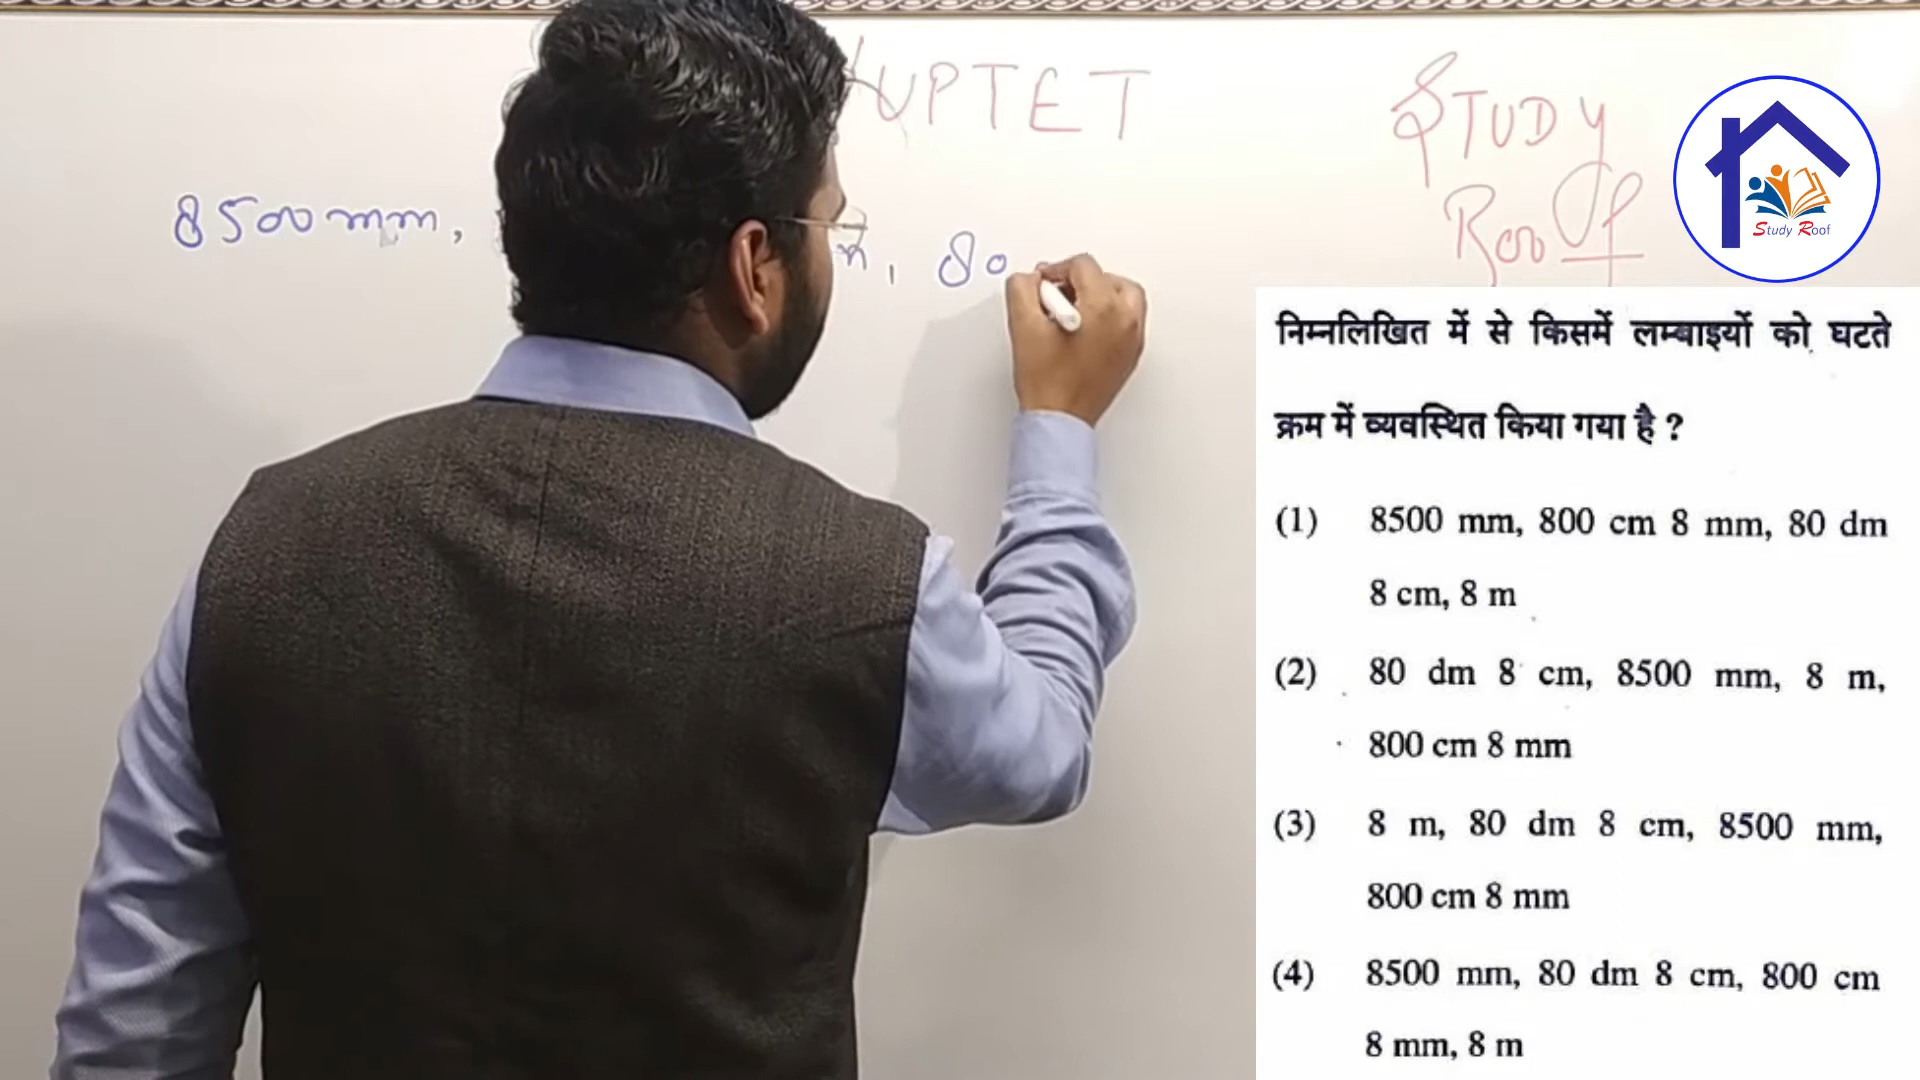 UPTET
STUDY
Roof
Study Roof
8500 mm,
, 80
निम्नलिखित में से किसमें लम्बाइयों को घटते
क्रम में व्यवस्थित किया गया है ?
(1) 8500 mm, 800 cm 8 mm, 80 dm
8 cm, 8 m
(2) 80 dm 8 cm, 8500 mm, 8 m,
800 cm 8 mm
(3) 8 m, 80 dm 8 cm, 8500 mm,
800 cm 8 mm
(4) 8500 mm, 80 dm 8 cm, 800 cm
8 mm, 8 m